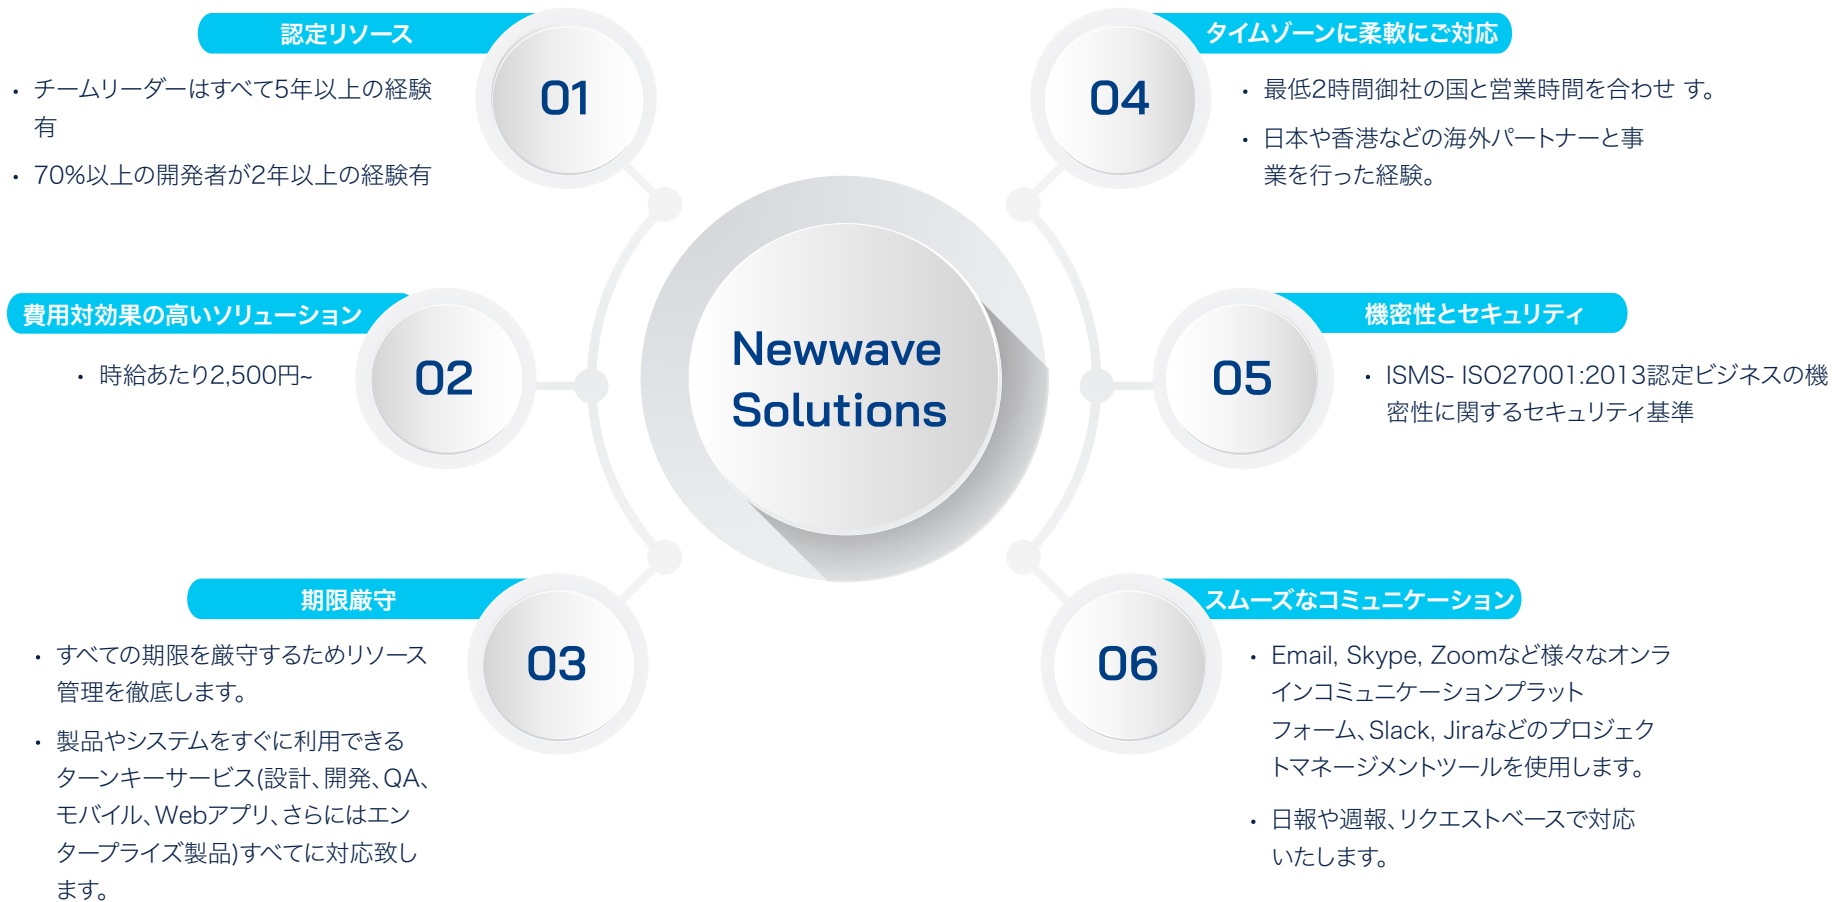 認定リソース
01
・ チームリーダーはすべて5年以上の経験
有
・ 70%以上の開発者が2年以上の経験有
費用対効果の高いソリューション
02
・ 時給あたり2,500円~
期限厳守
03
・ すべての期限を厳守するためリソース
管理を徹底します。
・ 製品やシステムをすぐに利用できる
ターンキーサービス(設計、開発、QA、
モバイル、Webアプリ、さらにはエン
タープライズ製品)すべてに対応致し
ます。
Newwave
Solutions
タイムゾーンに柔軟にご対応
04
・ 最低2時間御社の国と営業時間を合わせ す。
・ 日本や香港などの海外パートナーと事
業を行った経験。
機密性とセキュリティ
05
・ ISMS- ISO27001:2013認定ビジネスの機
密性に関するセキュリティ基準
スムーズなコミュニケーション
06
・ Email, Skype, Zoomなど様々なオンラ
インコミュニケーションプラット
フォーム、Slack, Jiraなどのプロジェク
トマネージメントツールを使用します。
・ 日報や週報、リクエストベースで対応
いたします。